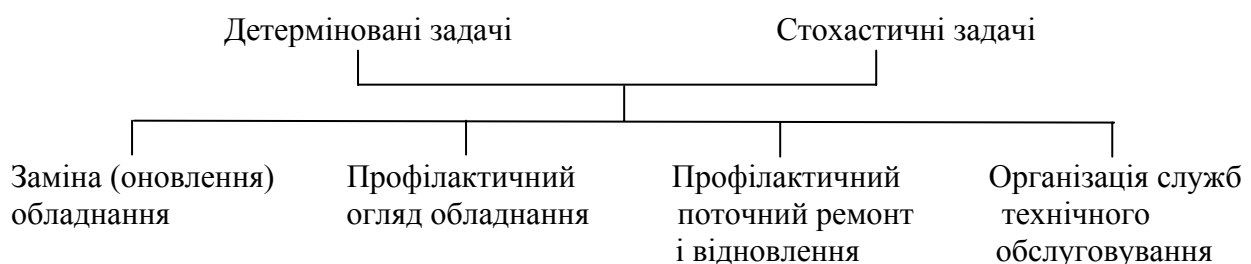 Детерміновані задачі
Стохастичні задачі
Заміна (оновлення)
обладнання
Профілактичний
огляд обладнання
Профілактичний
поточний ремонт
і відновлення
Організація служб
технічного
обслуговування